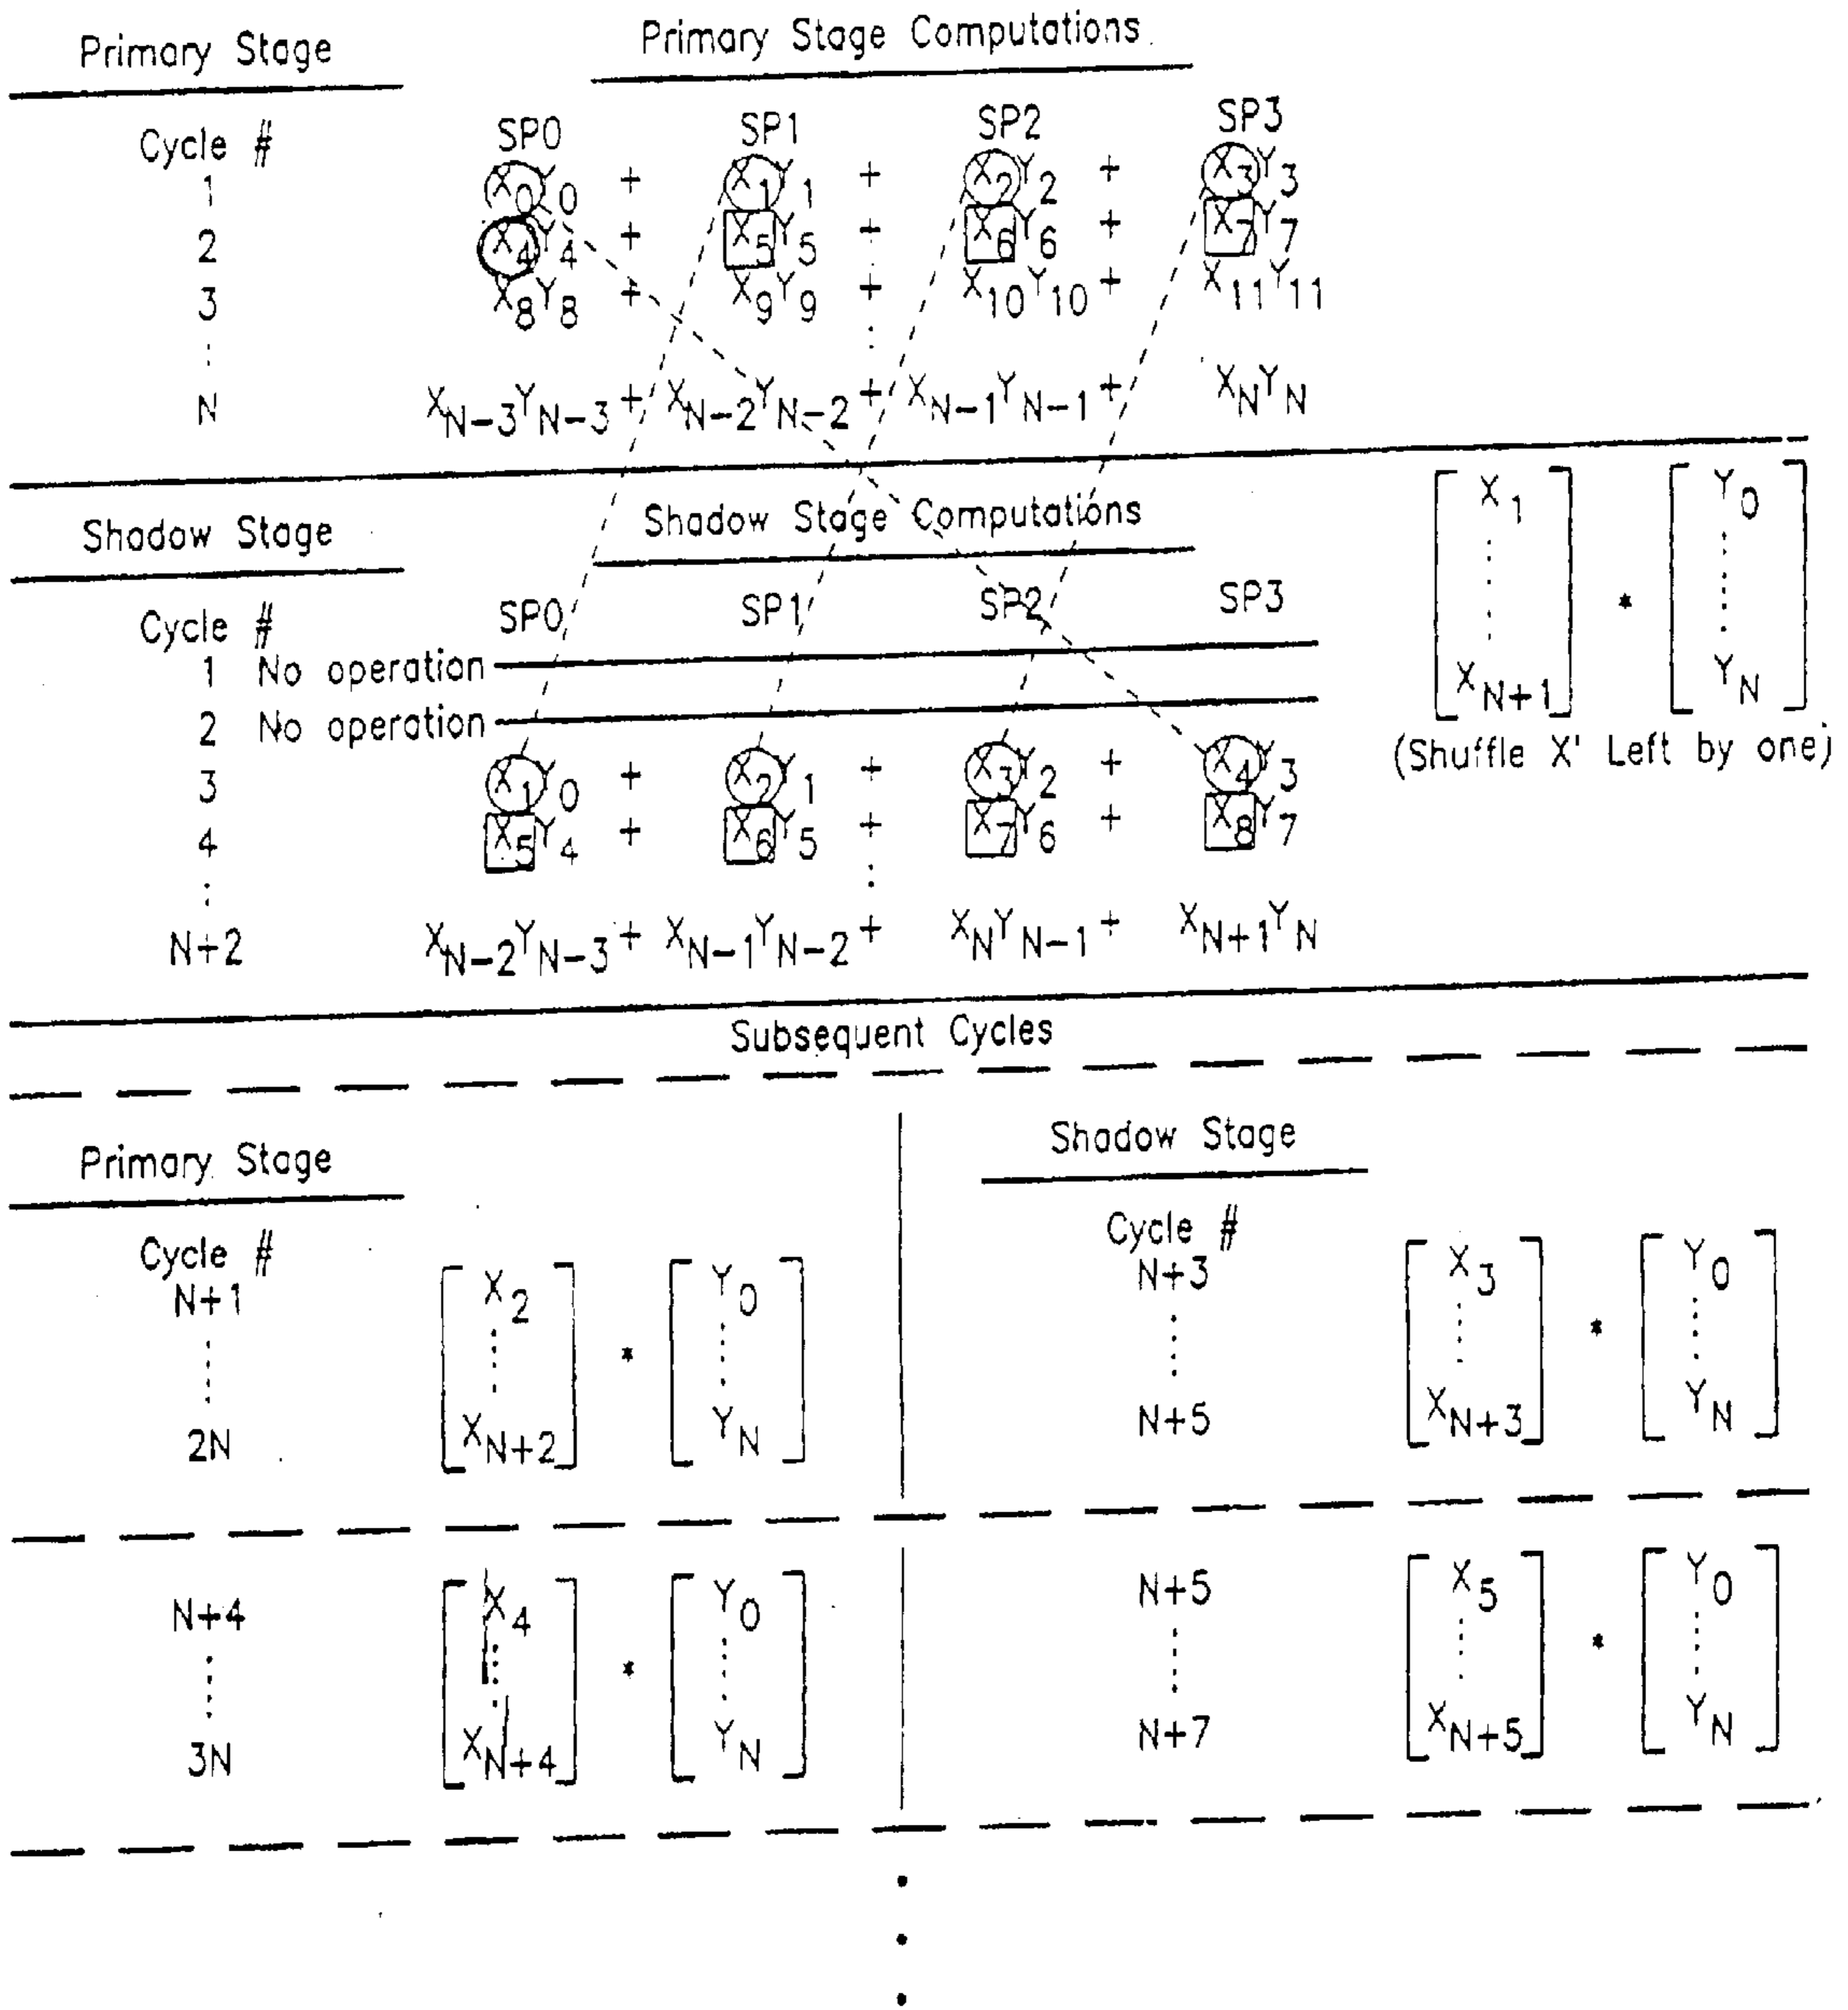 Primary Stage Primary Stage Computations
Cycle # SP0 SP1 SP2 SP3
1 X0Y0 + X1Y1 + X2Y2 + X3Y3
2 X4Y4 + X5Y5 + X6Y6 + X7Y7
3 X8Y8 + X9Y9 + X10Y10 + X11Y11
N XN-3YN-3 + XN-2YN-2 + XN-1YN-1 + XNYN
Shadow Stage Shadow Stage Computations
Cycle # SP0 SP1 SP2 SP3
1 No operation
2 No operation
3 X1Y0 + X2Y1 + X3Y2 + X4Y3
4 X5Y4 + X6Y5 + X7Y6 + X8Y7
N+2 XN-2YN-3 + XN-1YN-2 + XNYN-1 + XN+1YN
X1 * Y0
XN+1 YN
(Shuffle X' Left by one)
Subsequent Cycles
Primary Stage
Cycle #
N+1 X2 * Y0
2N XN+2 YN
Shadow Stage
Cycle #
N+3 X3 * Y0
N+5 XN+3 YN
N+4 X4 * Y0
3N XN+4 YN
N+5 X5 * Y0
N+7 XN+5 YN